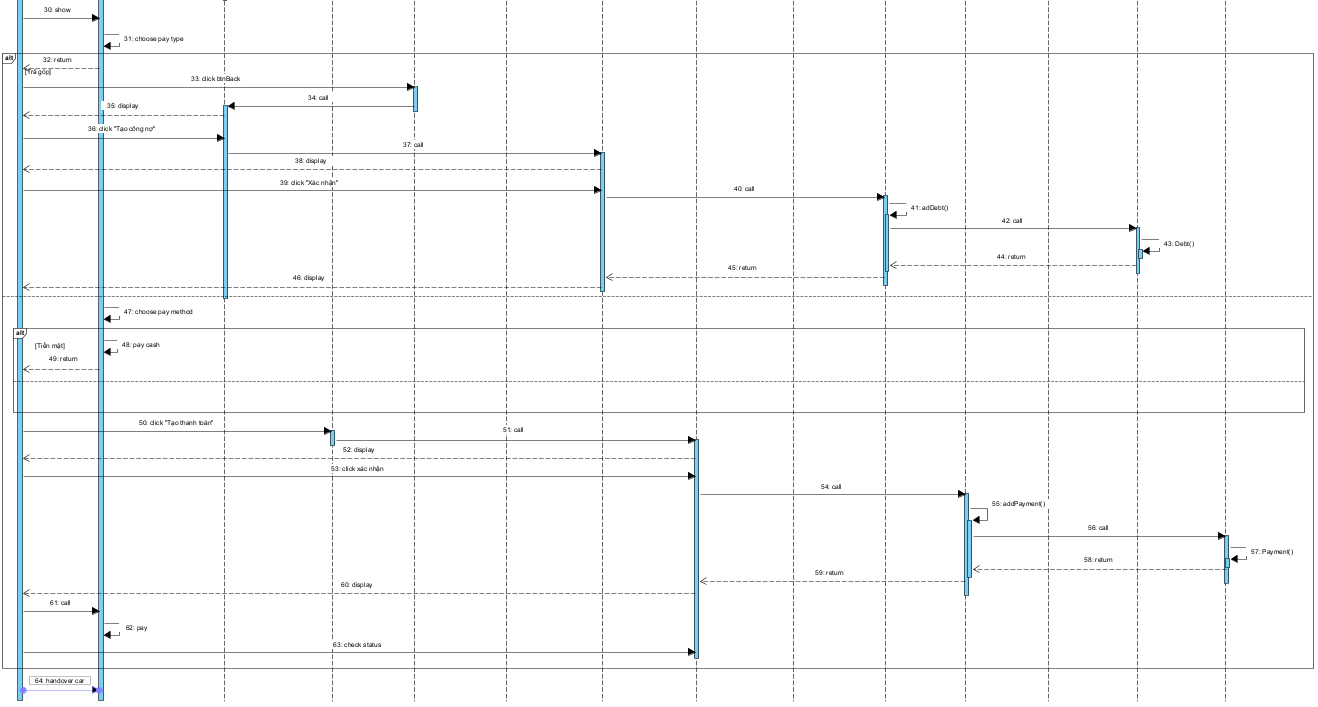 30: show
31: choose pay type
alt
32: return
[Trả góp]
33: click btnBack
34: call
35: display
36: click "Tạo công nợ"
37: call
38: display
39: click "Xác nhận"
40: call
41: adDebt()
42: call
43: Debt()
44: return
45: return
46: display
47: choose pay method
alt
[Tiền mặt]
48: pay cash
49: return
50: click "Tạo thanh toán"
51: call
52: display
53: click xác nhận
54: call
55: addPayment()
56: call
57: Payment()
58: return
59: return
60: display
61: call
62: pay
63: check status
64: handover car